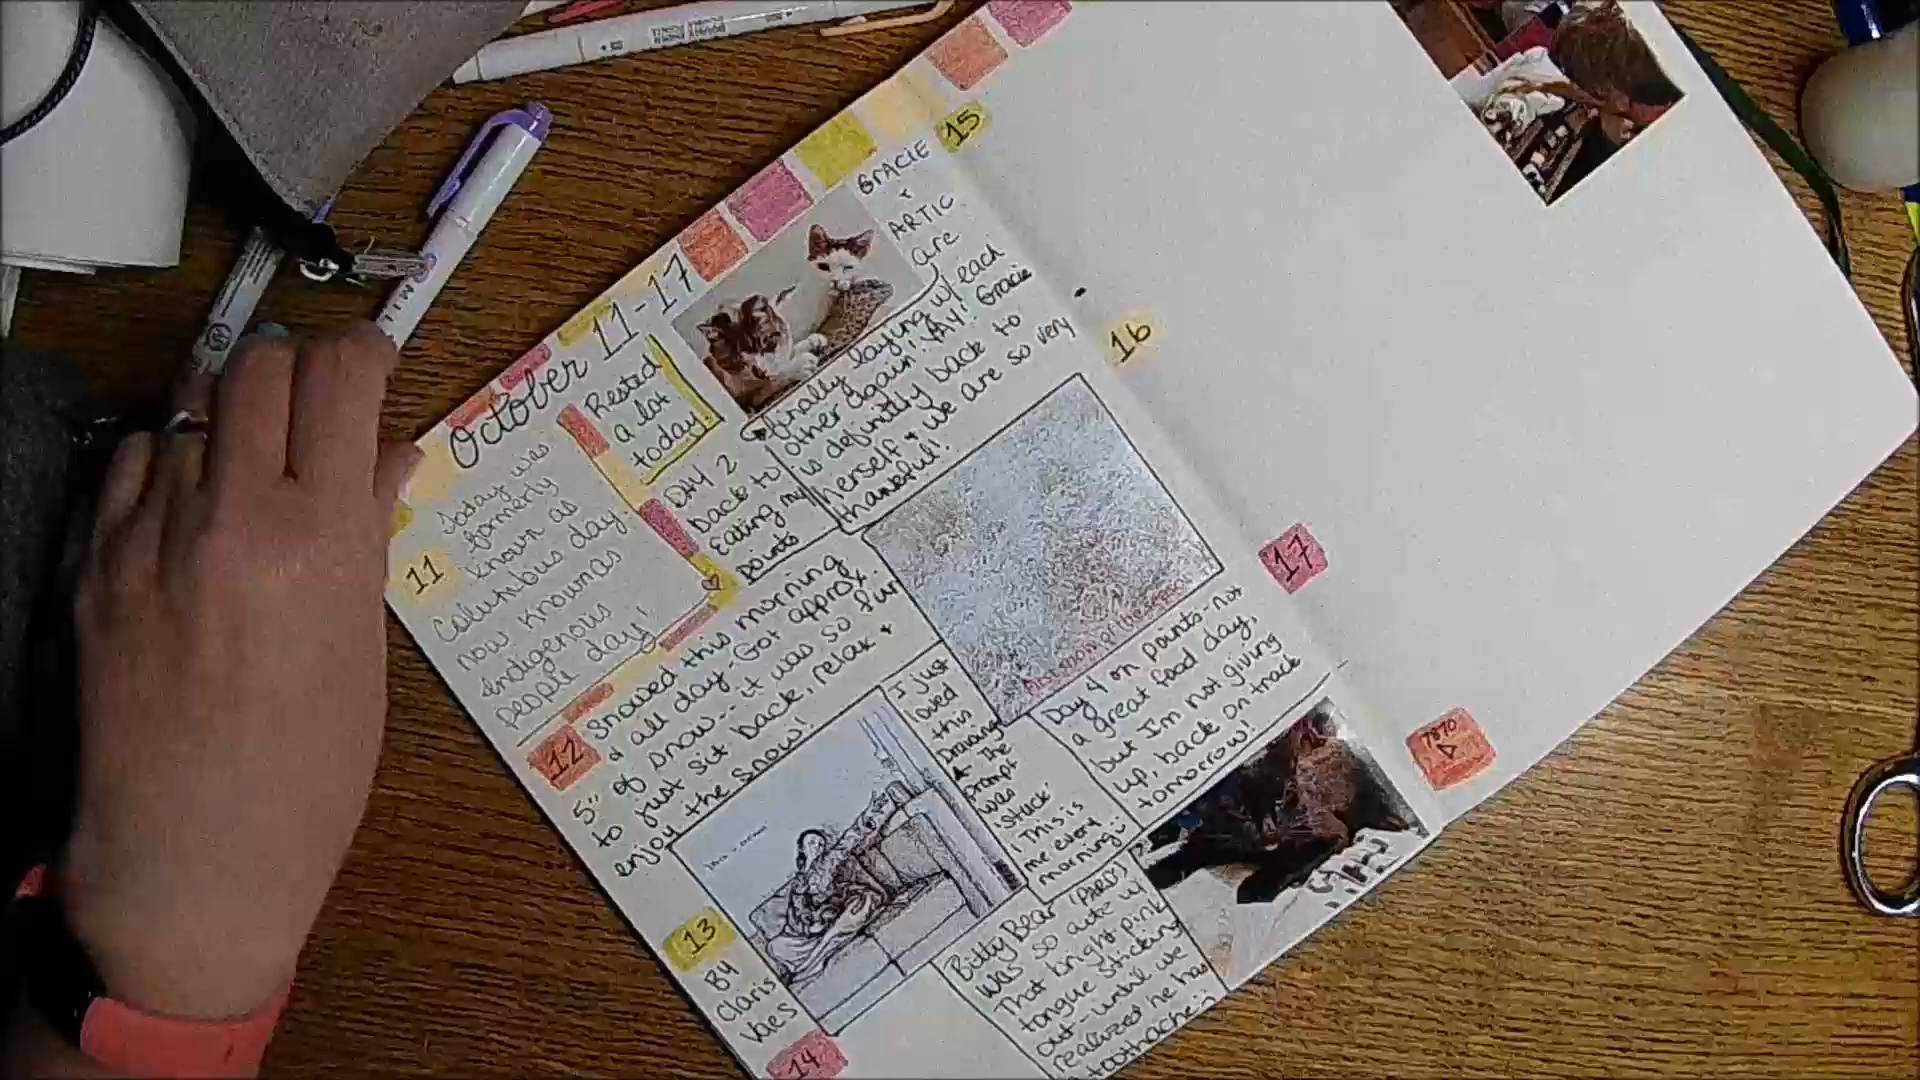 October 11-17
11
Today was
formerly
known as
Columbus day.
now known as
Indigenous
people day!
Rested
a lot
today!
DAY 2
back to
Eating my
points
GRACIE
+
ARTIC
are
finally laying w/ each
other again! YAY! Gracie
is definitly back to
herself + we are so very
thankful!
12
Snowed this morning
+ all day - Got approx.
5" of snow -- it was so fun
to just sit back, relax +
enjoy the snow!
I just
loved
this
Drawing
The
prompt
was
'stuck'
This is
me every
morning
13
By
Claris
Voes
14
Day 4 on points - not
a great food day,
but I'm not giving
up, back on track
tomorrow!
Bitty Bear
was so cute w/
That bright pink
tongue sticking
out - until we
realized he has
toothache
15
16
17